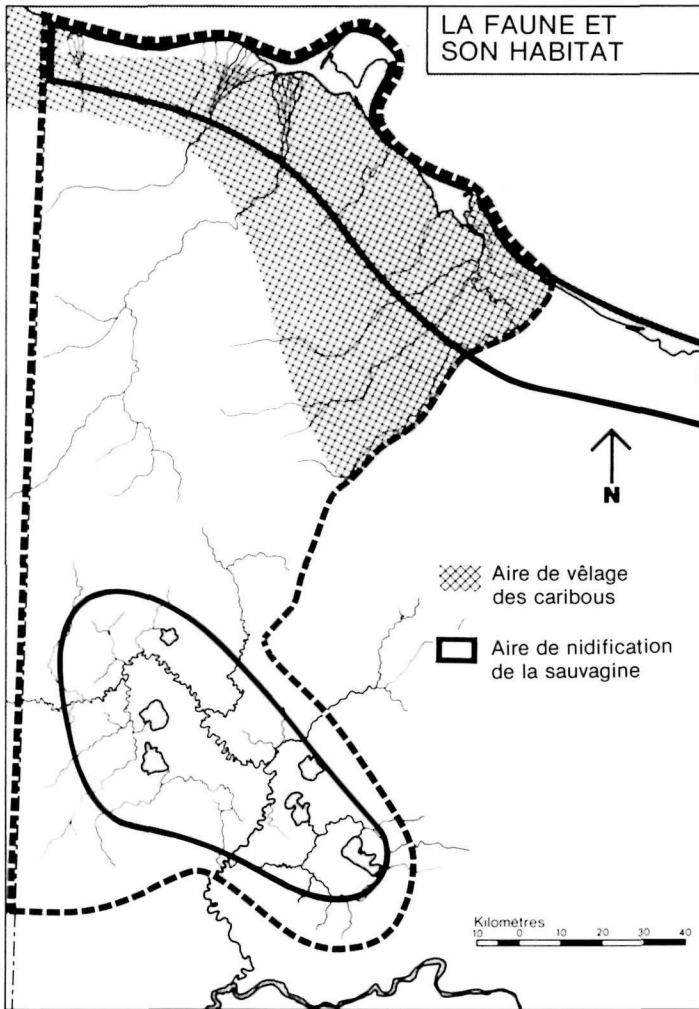 LA FAUNE ET
SON HABITAT
N
Aire de vêlage
des caribous
Aire de nidification
de la sauvagine
Kilomètres
10 0 10 20 30 40